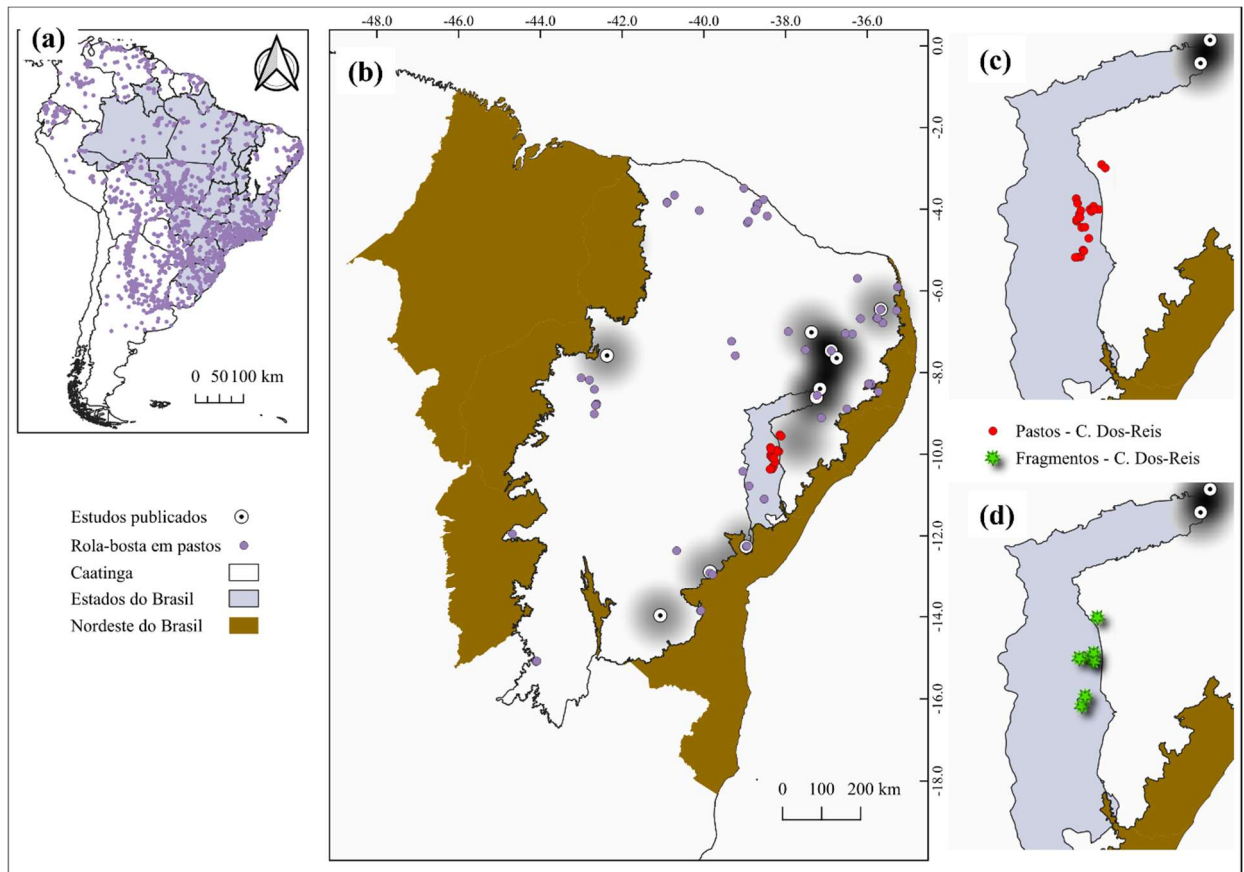 -48.0 -46.0 -44.0 -42.0 -40.0 -38.0 -36.0
(a)
(b)
(c)
0 50 100 km
0.0
-2.0
-4.0
-6.0
-8.0
-10.0
-12.0
-14.0
-16.0
-18.0
Pastos - C. Dos-Reis
Fragmentos - C. Dos-Reis
(d)
Estudos publicados
Rola-bosta em pastos
Caatinga
Estados do Brasil
Nordeste do Brasil
0 100 200 km